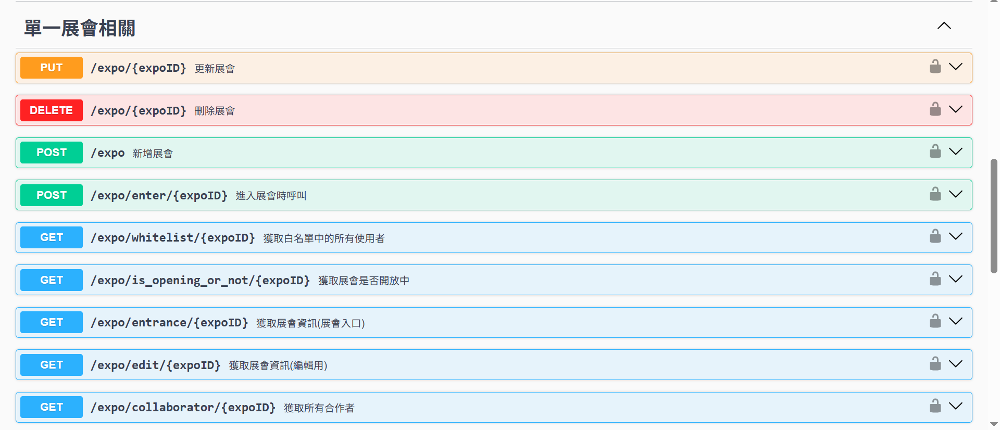 單一展會相關
PUT /expo/{expoID} 更新展會
DELETE /expo/{expoID} 刪除展會
POST /expo 新增展會
POST /expo/enter/{expoID} 進入展會時呼叫
GET /expo/whitelist/{expoID} 獲取白名單中的所有使用者
GET /expo/is_opening_or_not/{expoID} 獲取展會是否開放中
GET /expo/entrance/{expoID} 獲取展會資訊(展會入口)
GET /expo/edit/{expoID} 獲取展會資訊(編輯用)
GET /expo/collaborator/{expoID} 獲取所有合作者